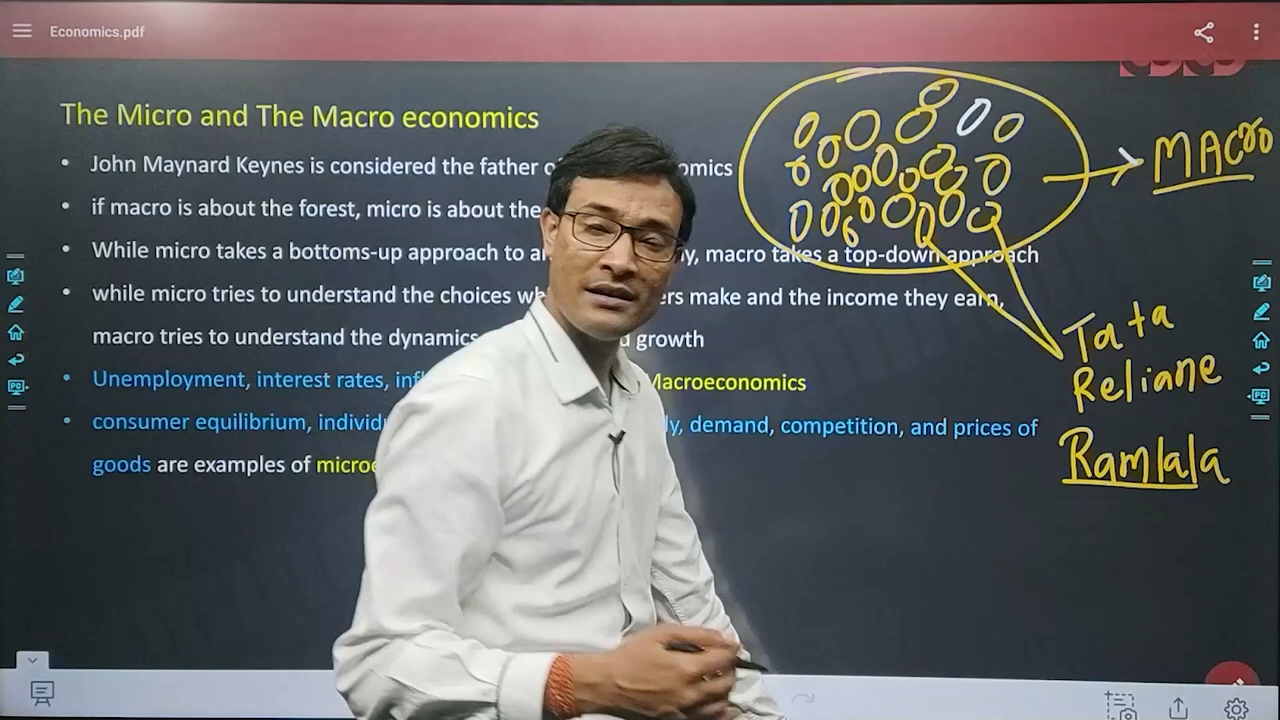 Economics.pdf
The Micro and The Macro economics
John Maynard Keynes is considered the father omics
if macro is about the forest, micro is about the
While micro takes a bottoms-up approach to macro takes a top-down approach
while micro tries to understand the choices make and the income they earn,
macro tries to understand the dynamics growth
Unemployment, interest rates, Macroeconomics
consumer equilibrium, demand, competition, and prices of
goods are examples of
MACRO
Tata
Reliane
Ramlala